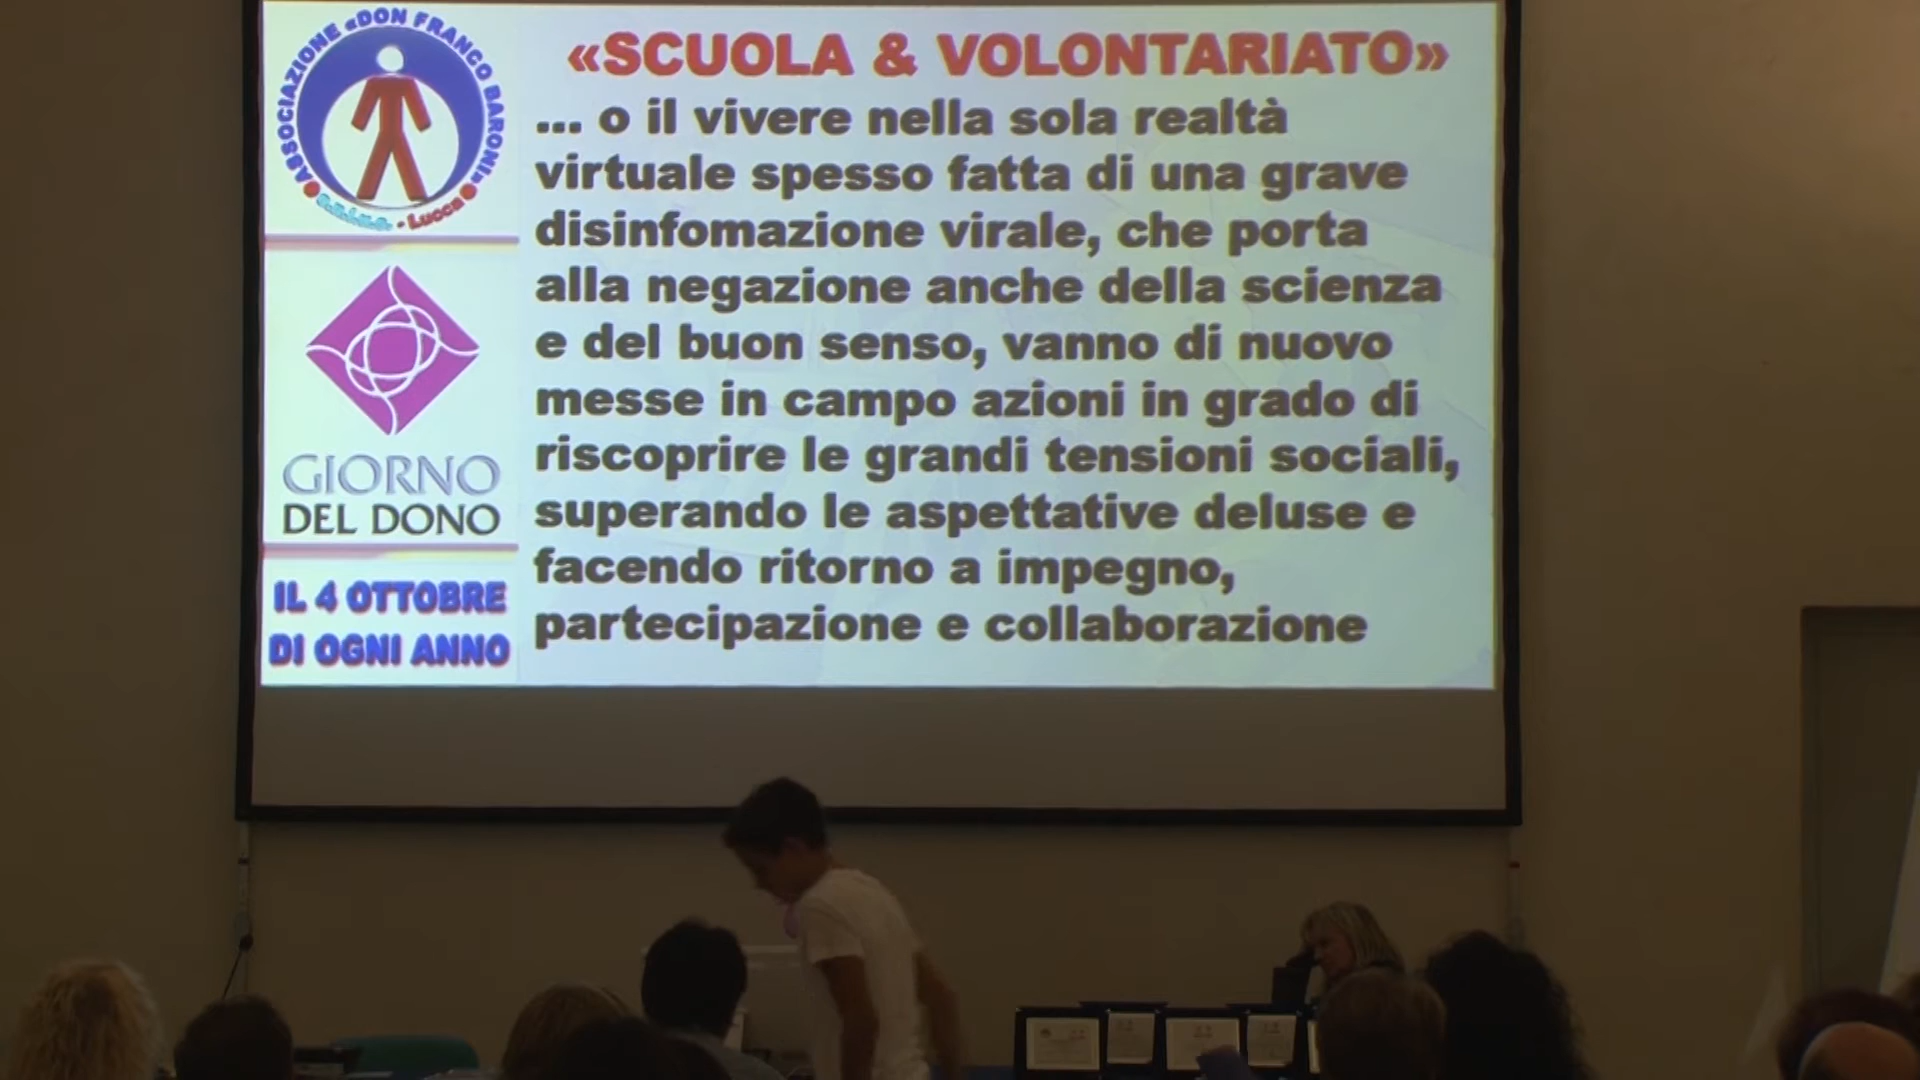 ASSOCIAZIONE «DON FRANCO BARONI»
O.N.L.U.S. - Lucca
GIORNO
DEL DONO
IL 4 OTTOBRE
DI OGNI ANNO
«SCUOLA & VOLONTARIATO»
... o il vivere nella sola realtà
virtuale spesso fatta di una grave
disinfomazione virale, che porta
alla negazione anche della scienza
e del buon senso, vanno di nuovo
messe in campo azioni in grado di
riscoprire le grandi tensioni sociali,
superando le aspettative deluse e
facendo ritorno a impegno,
partecipazione e collaborazione